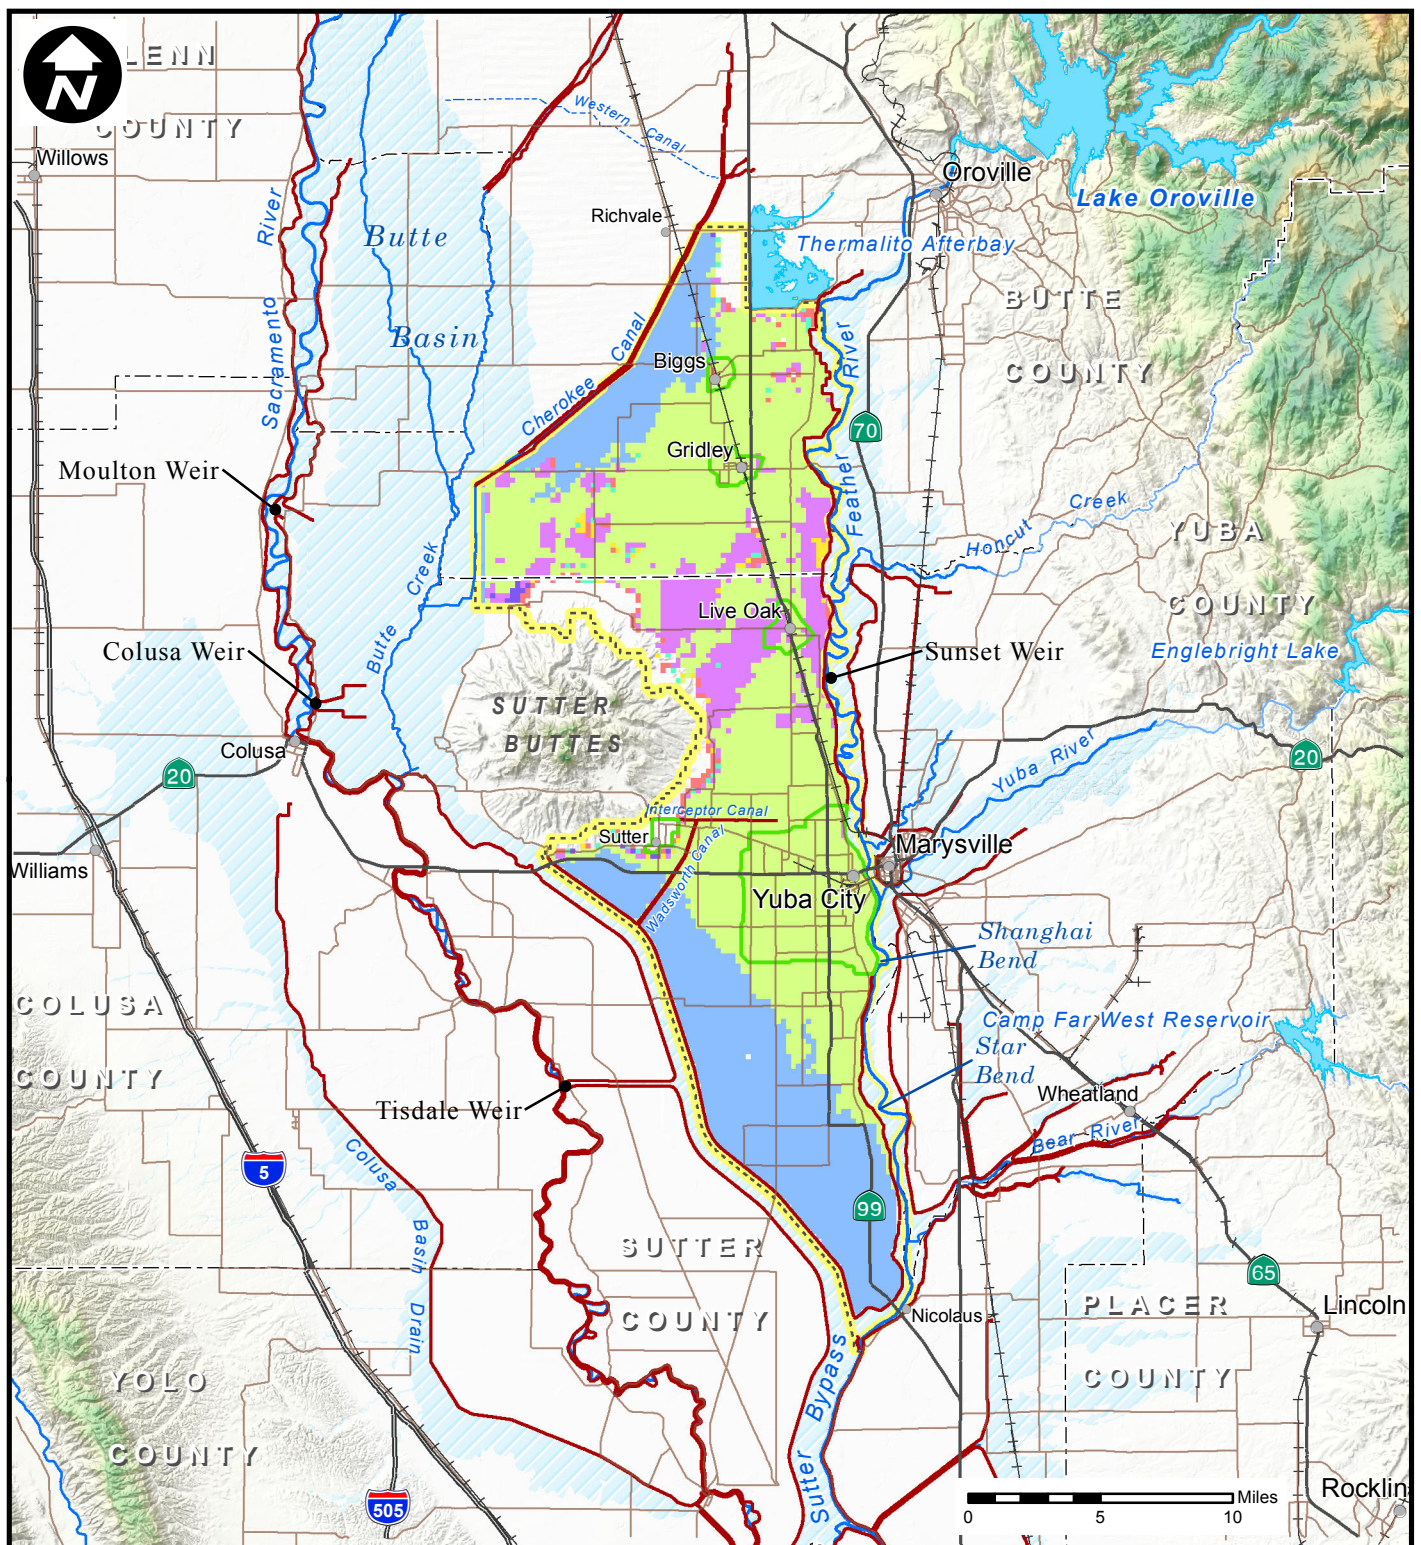 N
GLENN
COUNTY
Willows
Western Canal
Oroville
Lake Oroville
Richvale
River
Butte
Thermalito Afterbay
BUTTE
COUNTY
Sacramento
Basin
Canal
Cherokee
Biggs
River
70
Gridley
Feather
Moulton Weir
Honcut Creek
YUBA
COUNTY
Creek
Butte
Live Oak
Colusa Weir
Sunset Weir
Englebright Lake
SUTTER
BUTTES
Colusa
20
Yuba River
20
Interceptor Canal
Sutter
Wadsworth Canal
Marysville
Williams
Yuba City
Shanghai
Bend
COLUSA
COUNTY
Camp Far West Reservoir
Star
Bend
Wheatland
Tisdale Weir
Bear River
5
Colusa
Basin
Drain
99
SUTTER
COUNTY
65
PLACER
COUNTY
Lincoln
Nicolaus
Sutter Bypass
YOLO
COUNTY
505
Rocklin
Miles
0 5 10